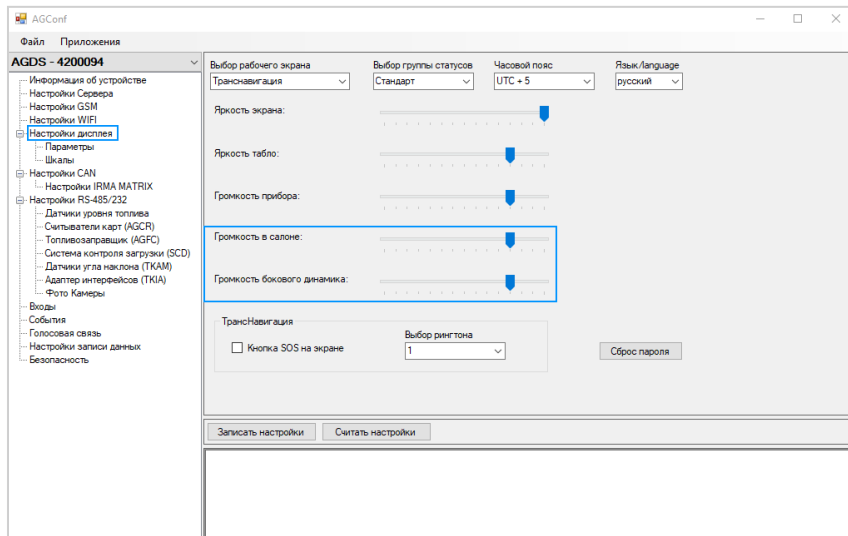 AGConf
Файл Приложения
AGDS - 4200094
Информация об устройстве
Настройки Сервера
Настройки GSM
Настройки WIFI
Настройки дисплея
Параметры
Шкалы
Настройки CAN
Настройки IRMA MATRIX
Настройки RS-485/232
Датчики уровня топлива
Считыватели карт (AGCR)
Топливозаправщик (AGFC)
Система контроля загрузки (SCD)
Датчики угла наклона (TKAM)
Адаптер интерфейсов (TKIA)
Фото Камеры
Входы
События
Голосовая связь
Настройки записи данных
Безопасность
Выбор рабочего экрана Выбор группы статусов Часовой пояс Язык/language
Транснавигация Стандарт UTC + 5 русский
Яркость экрана:
Яркость табло:
Громкость прибора:
Громкость в салоне:
Громкость бокового динамика:
ТрансНавигация
Выбор рингтона
Кнопка SOS на экране 1 Сброс пароля
Записать настройки Считать настройки